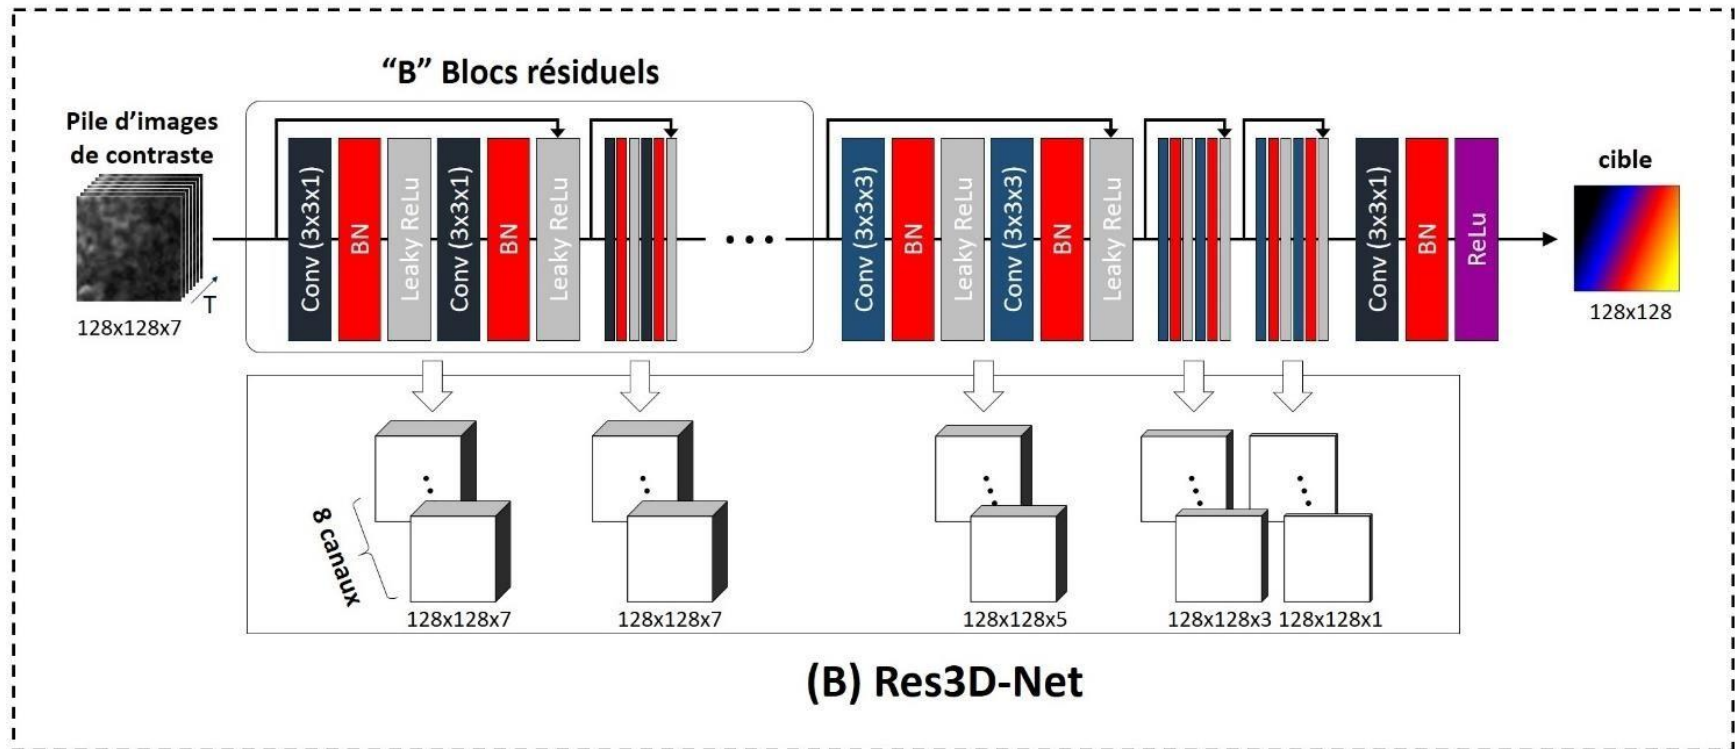 “B” Blocs résiduels
Pile d’images
de contraste
T
128x128x7
Conv (3x3x1)
BN
Leaky ReLu
Conv (3x3x1)
BN
Leaky ReLu
Conv (3x3x3)
BN
Leaky ReLu
Conv (3x3x3)
BN
Leaky ReLu
Conv (3x3x1)
BN
ReLu
cible
128x128
8 canaux
128x128x7
128x128x7
128x128x5
128x128x3
128x128x1
(B) Res3D-Net